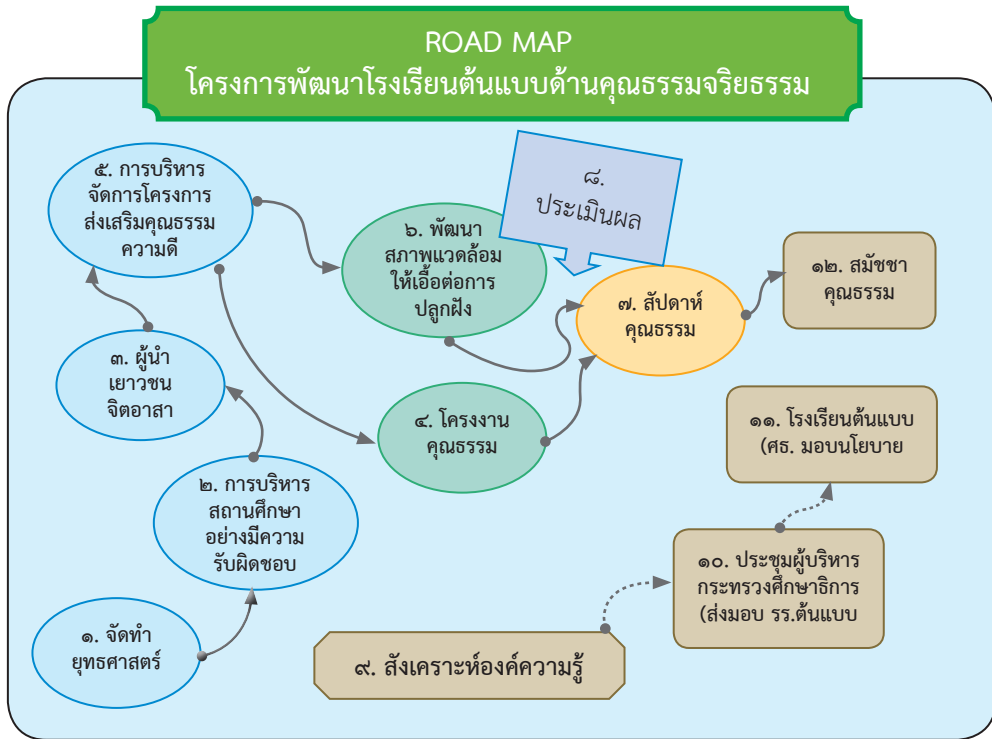 ROAD MAP
โครงการพัฒนาโรงเรียนต้นแบบด้านคุณธรรมจริยธรรม
๕. การบริหาร
จัดการโครงการ
ส่งเสริมคุณธรรม
ความดี
๘.
ประเมินผล
๖. พัฒนา
สภาพแวดล้อม
ให้เอื้อต่อการ
ปลูกฝัง
๑๒. สมัชชา
คุณธรรม
๗. สัปดาห์
คุณธรรม
๓. ผู้นำ
เยาวชน
จิตอาสา
๔. โครงงาน
คุณธรรม
๑๑. โรงเรียนต้นแบบ
(ศธ. มอบนโยบาย
๒. การบริหาร
สถานศึกษา
อย่างมีความ
รับผิดชอบ
๑๐. ประชุมผู้บริหาร
กระทรวงศึกษาธิการ
(ส่งมอบ รร.ต้นแบบ
๑. จัดทำ
ยุทธศาสตร์
๙. สังเคราะห์องค์ความรู้